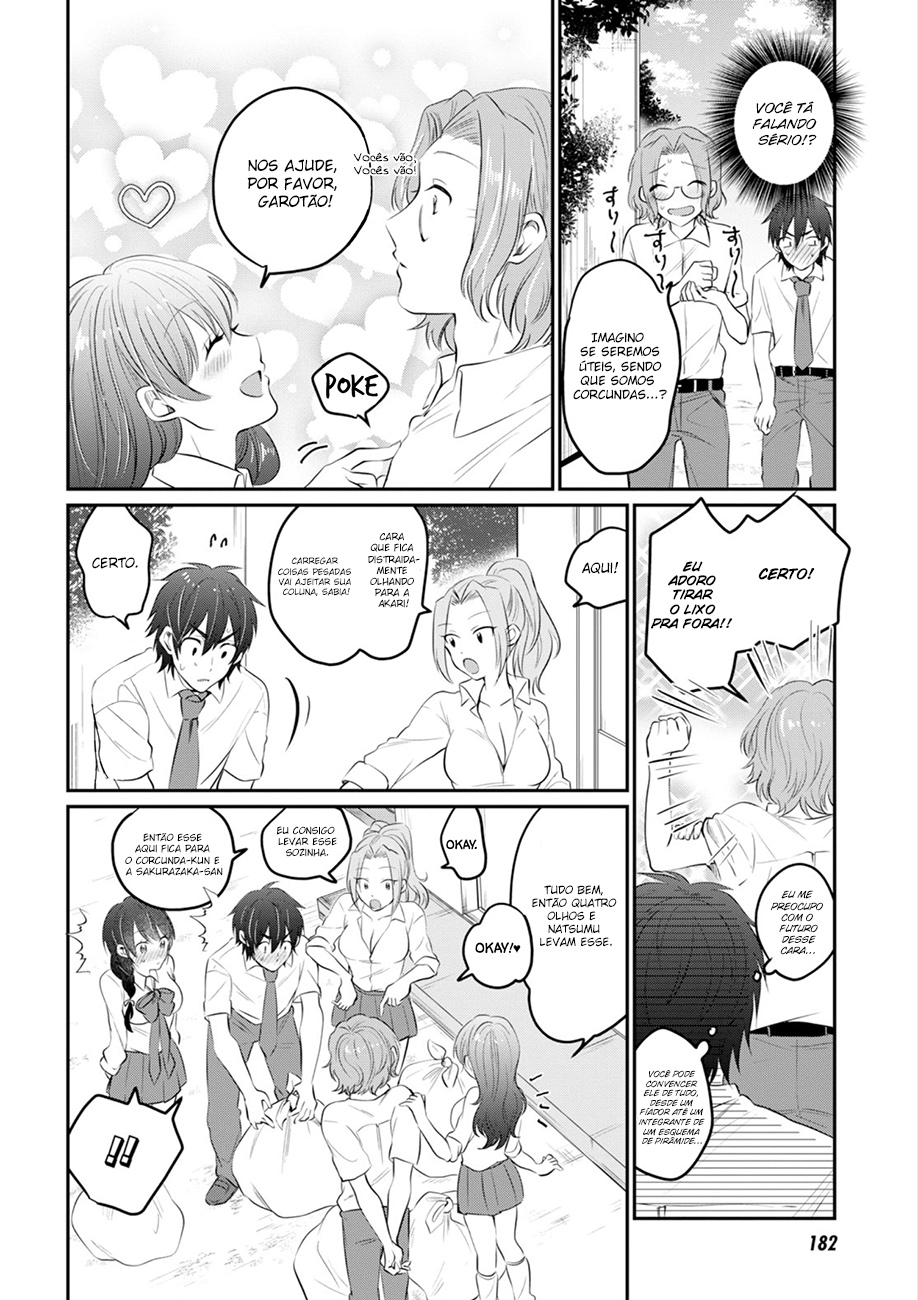 VOCÊ TÁ
FALANDO
SÉRIO!?
すり〜
すり〜
IMAGINO
SE SEREMOS
ÚTEIS, SENDO
QUE SOMOS
CORCUNDAS...?
NOS AJUDE,
POR FAVOR,
GAROTÃO!
Vocês vão,
Vocês vão!
POKE
CERTO!
EU
ADORO
TIRAR
O LIXO
PRA FORA!!
EU ME
PREOCUPO
COM O
FUTURO
DESSE
CARA...
VOCÊ PODE
CONVENCER
ELE DE TUDO,
DESDE UM
FIADOR ATÉ UM
INTEGRANTE DE
UM ESQUEMA
DE PIRÂMIDE...
AQUI!
CARA
QUE FICA
DISTRAIDA-
MENTE
OLHANDO
PARA A
AKARI!
CARREGAR
COISAS PESADAS
VAI AJEITAR SUA
COLUNA, SABIA!
CERTO.
TUDO BEM,
ENTÃO QUATRO
OLHOS E
NATSUMU
LEVAM ESSE.
OKAY.
OKAY!♥
EU CONSIGO
LEVAR ESSE
SOZINHA.
ENTÃO ESSE
AQUI FICA PARA
O CORCUNDA-KUN E
A SAKURAZAKA-SAN
!!
182